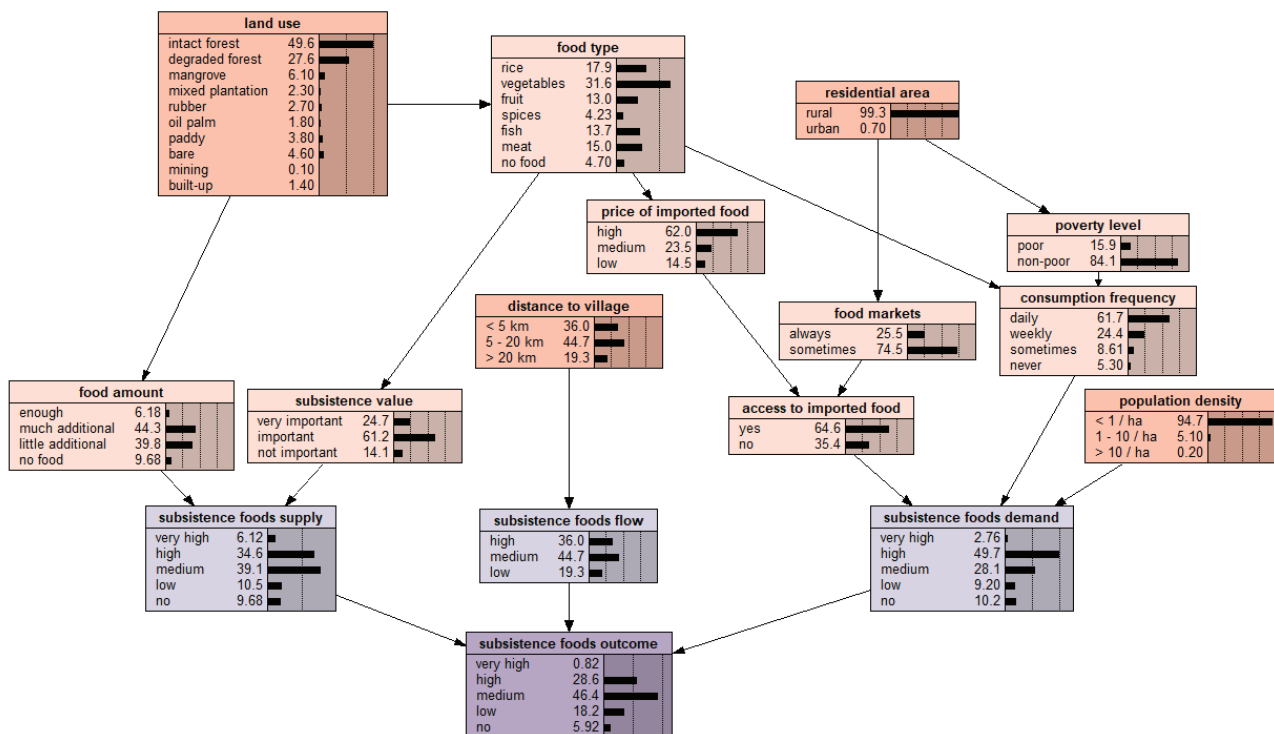 land use
intact forest 49.6
degraded forest 27.6
mangrove 6.10
mixed plantation 2.30
rubber 2.70
oil palm 1.80
paddy 3.80
bare 4.60
mining 0.10
built-up 1.40
food type
rice 17.9
vegetables 31.6
fruit 13.0
spices 4.23
fish 13.7
meat 15.0
no food 4.70
residential area
rural 99.3
urban 0.70
price of imported food
high 62.0
medium 23.5
low 14.5
poverty level
poor 15.9
non-poor 84.1
distance to village
< 5 km 36.0
5 - 20 km 44.7
> 20 km 19.3
food markets
always 25.5
sometimes 74.5
consumption frequency
daily 61.7
weekly 24.4
sometimes 8.61
never 5.30
food amount
enough 6.18
much additional 44.3
little additional 39.8
no food 9.68
subsistence value
very important 24.7
important 61.2
not important 14.1
access to imported food
yes 64.6
no 35.4
population density
< 1 / ha 94.7
1 - 10 / ha 5.10
> 10 / ha 0.20
subsistence foods supply
very high 6.12
high 34.6
medium 39.1
low 10.5
no 9.68
subsistence foods flow
high 36.0
medium 44.7
low 19.3
subsistence foods demand
very high 2.76
high 49.7
medium 28.1
low 9.20
no 10.2
subsistence foods outcome
very high 0.82
high 28.6
medium 46.4
low 18.2
no 5.92